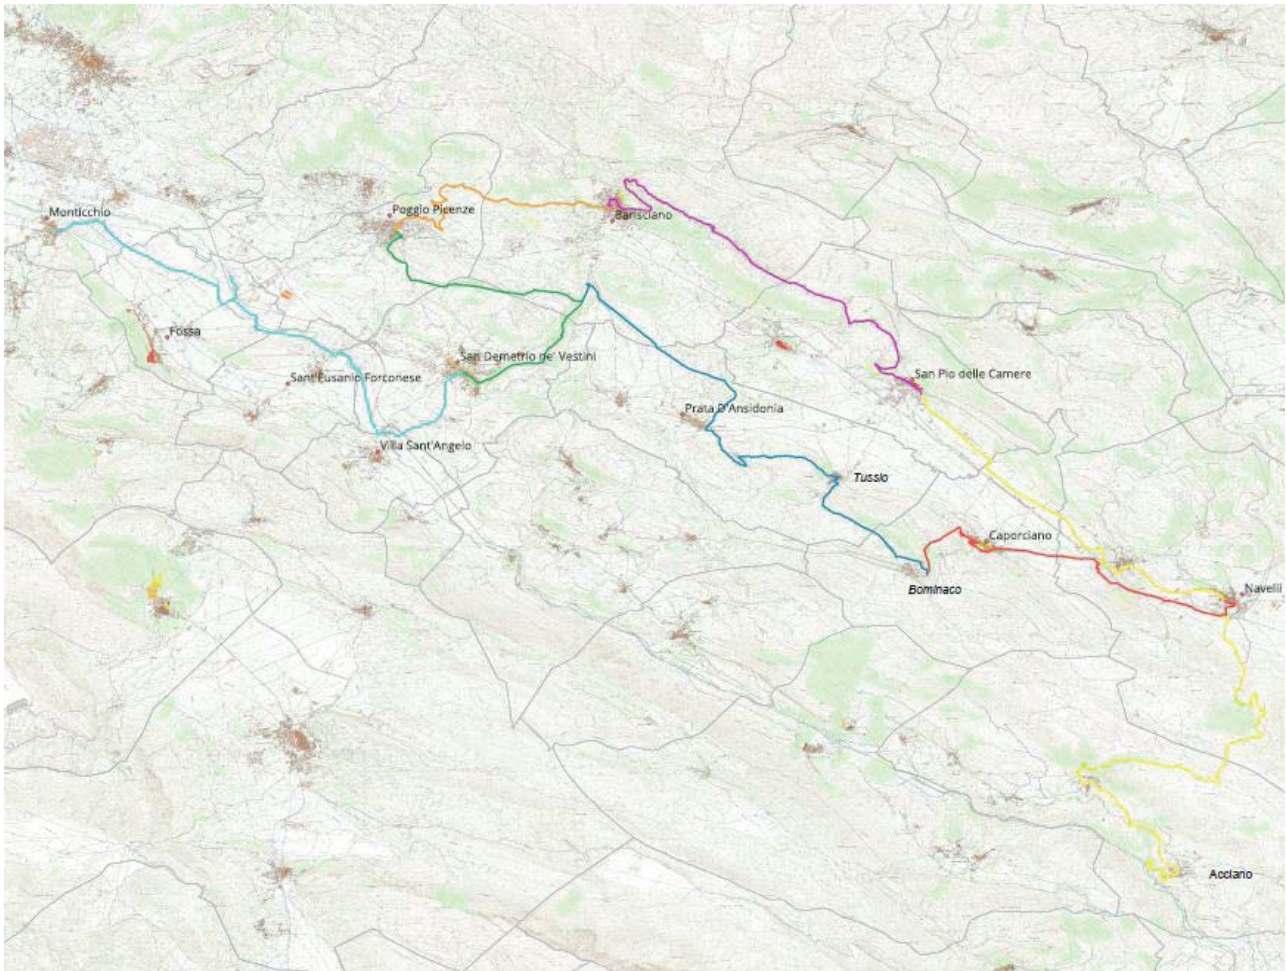 Monticchio
Poggio Picenze
Barisciano
Fossa
San Demetrio ne' Vestini
Sant'Eusanio Forconese
San Pio delle Camere
Prata D'Ansidonia
Villa Sant'Angelo
Tussio
Caporciano
Bominaco
Navelli
Acciano